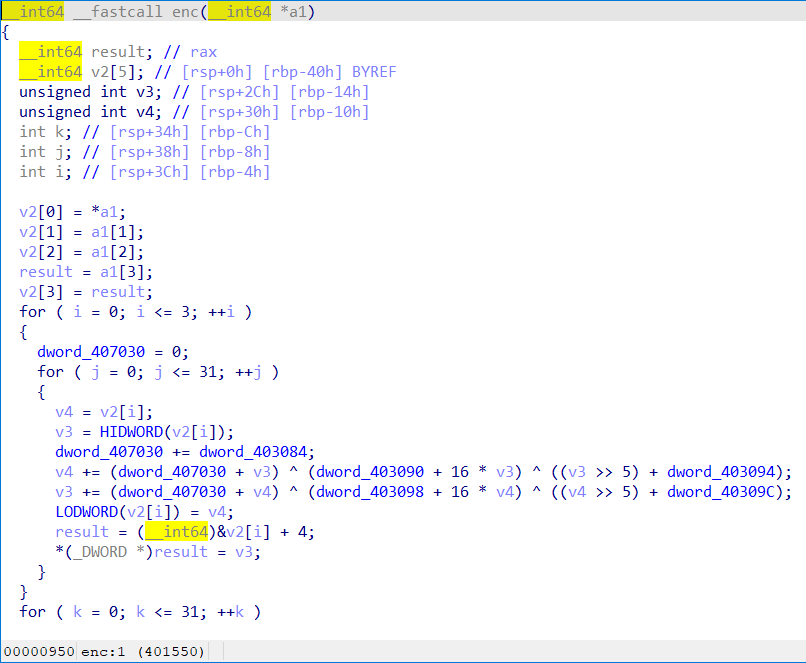 __int64 __fastcall enc(__int64 *a1)
{
  __int64 result; // rax
  __int64 v2[5]; // [rsp+0h] [rbp-40h] BYREF
  unsigned int v3; // [rsp+2Ch] [rbp-14h]
  unsigned int v4; // [rsp+30h] [rbp-10h]
  int k; // [rsp+34h] [rbp-Ch]
  int j; // [rsp+38h] [rbp-8h]
  int i; // [rsp+3Ch] [rbp-4h]

  v2[0] = *a1;
  v2[1] = a1[1];
  v2[2] = a1[2];
  result = a1[3];
  v2[3] = result;
  for ( i = 0; i <= 3; ++i )
  {
    dword_407030 = 0;
    for ( j = 0; j <= 31; ++j )
    {
      v4 = v2[i];
      v3 = HIDWORD(v2[i]);
      dword_407030 += dword_403084;
      v4 += (dword_407030 + v3) ^ (dword_403090 + 16 * v3) ^ ((v3 >> 5) + dword_403094);
      v3 += (dword_407030 + v4) ^ (dword_403098 + 16 * v4) ^ ((v4 >> 5) + dword_40309C);
      LODWORD(v2[i]) = v4;
      result = (__int64)&v2[i] + 4;
      *(_DWORD *)result = v3;
    }
  }
  for ( k = 0; k <= 31; ++k )
00000950 enc:1 (401550)